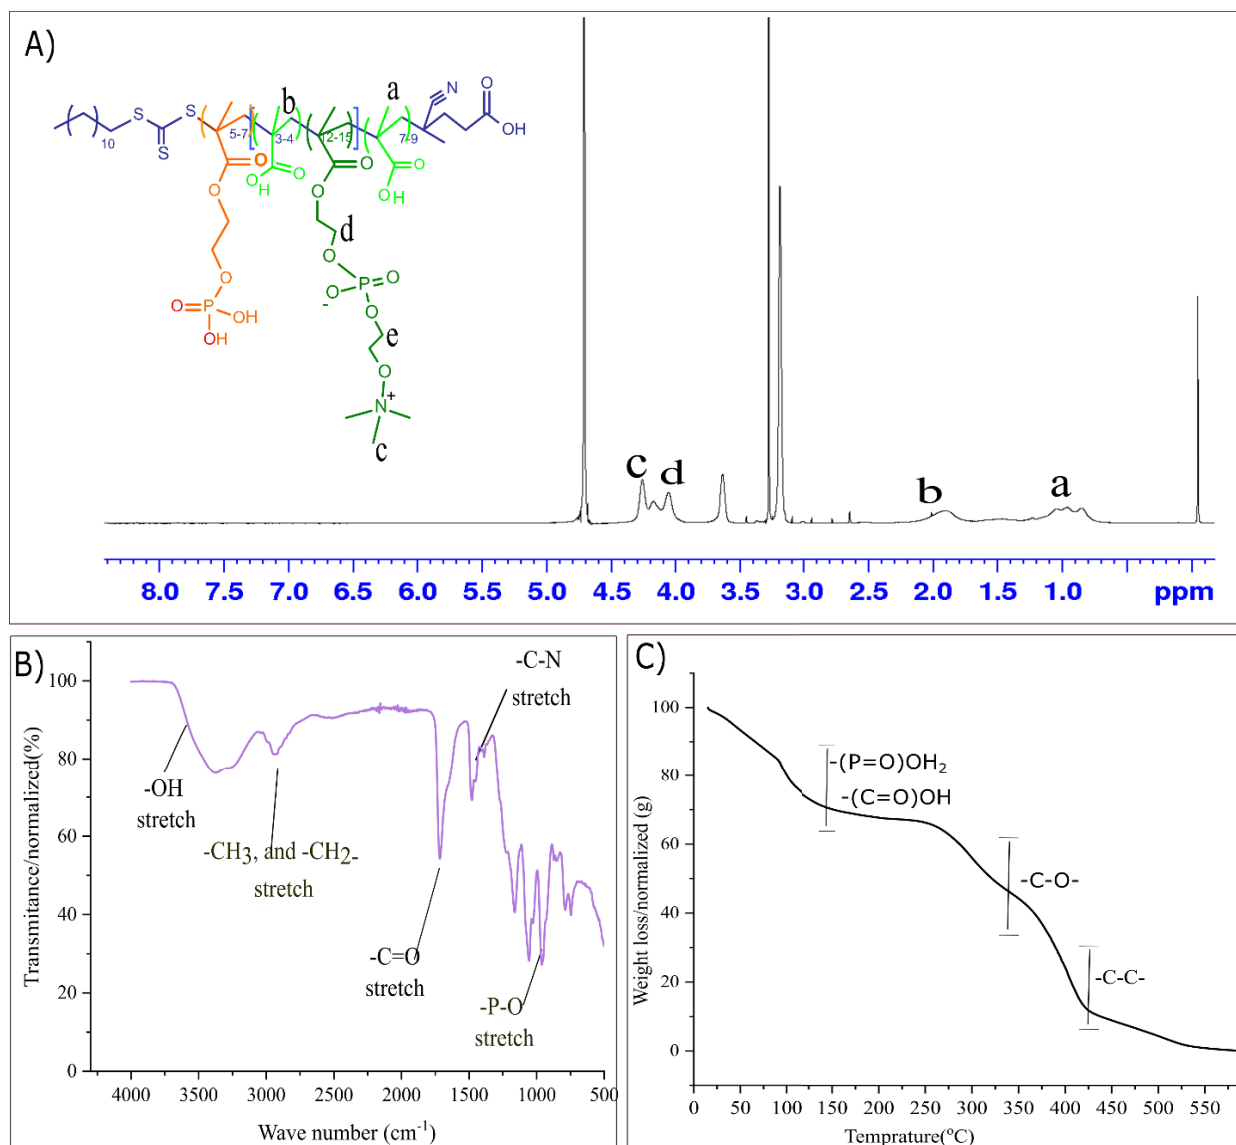 A)
b
a
N
O
OH
S
S
S
10
5-7
3-4
12-15
7-9
O
O
O
O
O
H
O
O
O
O
H
d
O
O
O
P
OH
OH
O
P
O
O
-
O
e
O
N
+
c
c
d
b
a
8.0 7.5 7.0 6.5 6.0 5.5 5.0 4.5 4.0 3.5 3.0 2.5 2.0 1.5 1.0 ppm
B)
Transmitance/normalized(%)
100
80
60
40
20
0
-C-N
stretch
-OH
stretch
-CH3, and -CH2-
stretch
-C=O
stretch
-P-O
stretch
4000 3500 3000 2500 2000 1500 1000 500
Wave number (cm-1)
C)
Weight loss/normalized (g)
100
80
60
40
20
0
-(P=O)OH2
-(C=O)OH
-C-O-
-C-C-
0 50 100 150 200 250 300 350 400 450 500 550
Temprature(ºC)